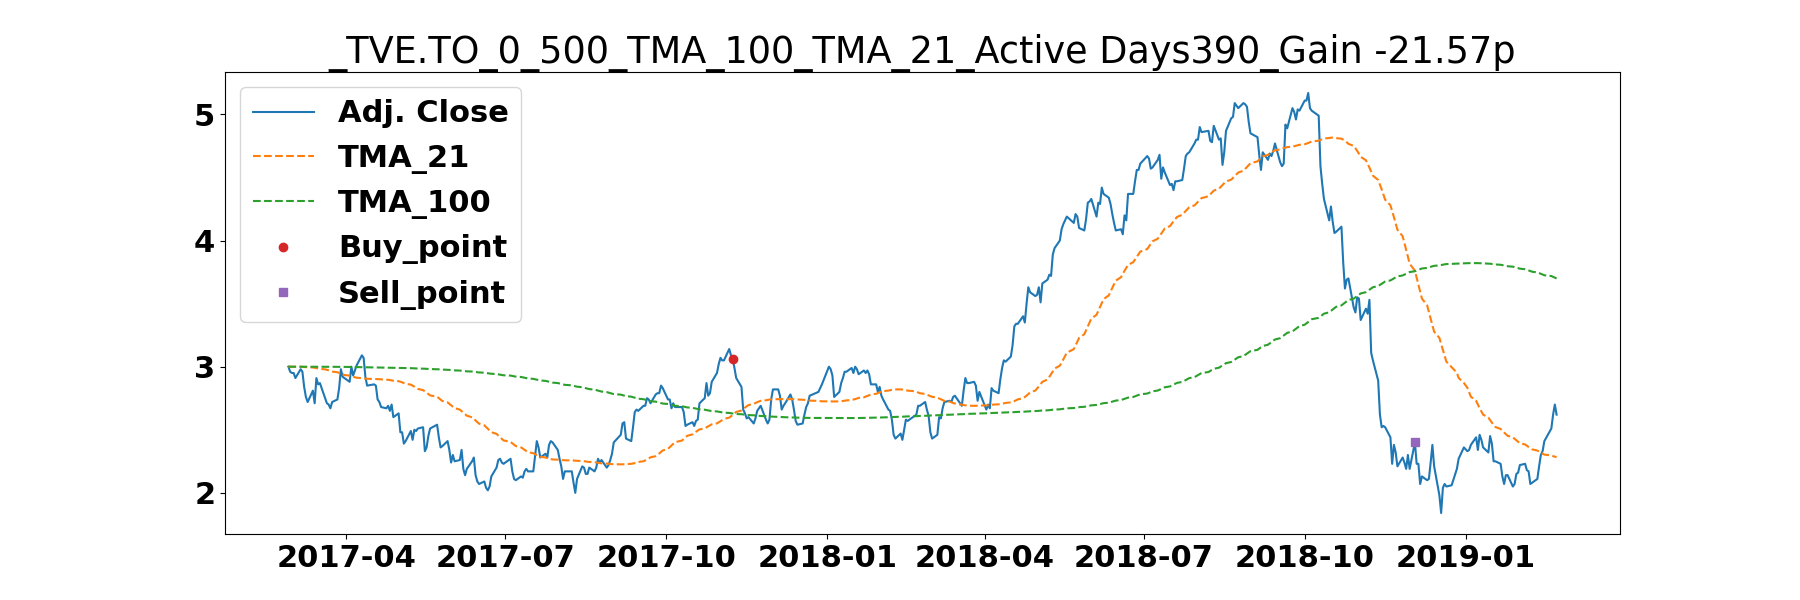 _TVE.TO_0_500_TMA_100_TMA_21_Active Days390_Gain -21.57p
Adj. Close
TMA_21
TMA_100
Buy_point
Sell_point
5
4
3
2
2017-04 2017-07 2017-10 2018-01 2018-04 2018-07 2018-10 2019-01